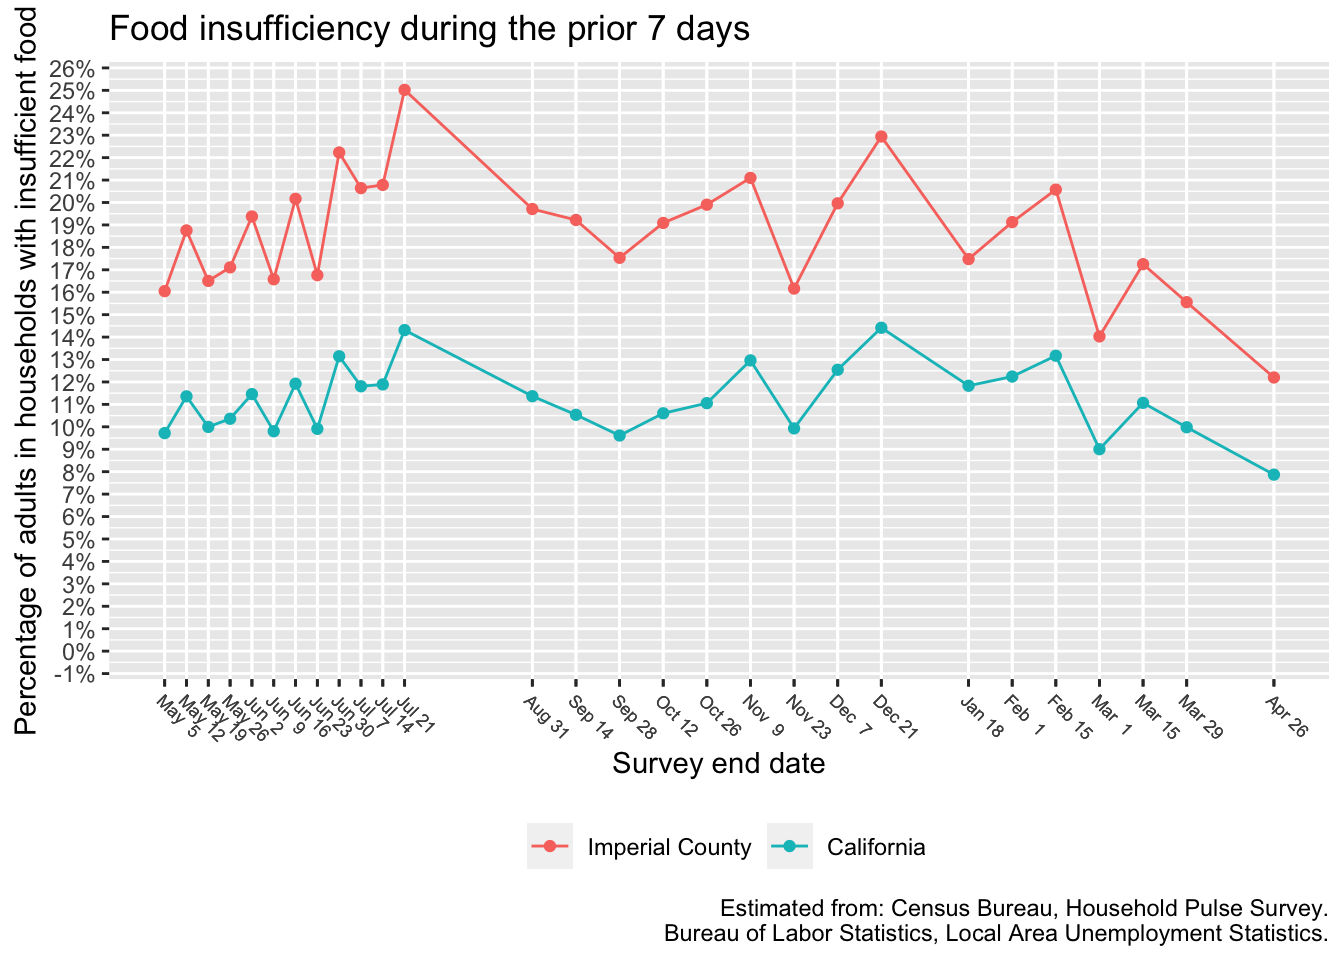 Food insufficiency during the prior 7 days
Percentage of adults in households with insufficient food
26%
25%
24%
23%
22%
21%
20%
19%
18%
17%
16%
15%
14%
13%
12%
11%
10%
9%
8%
7%
6%
5%
4%
3%
2%
1%
0%
-1%
May 5
May 12
May 19
May 26
Jun 2
Jun 9
Jun 16
Jun 23
Jun 30
Jul 7
Jul 14
Jul 21
Aug 31
Sep 14
Sep 28
Oct 12
Oct 26
Nov 9
Nov 23
Dec 7
Dec 21
Jan 18
Feb 1
Feb 15
Mar 1
Mar 15
Mar 29
Apr 26
Survey end date
Imperial County
California
Estimated from: Census Bureau, Household Pulse Survey.
Bureau of Labor Statistics, Local Area Unemployment Statistics.